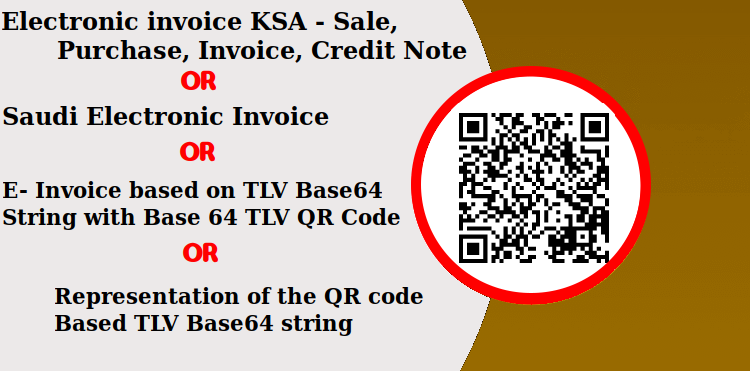 Electronic invoice KSA - Sale,
Purchase, Invoice, Credit Note
OR
Saudi Electronic Invoice
OR
E- Invoice based on TLV Base64
String with Base 64 TLV QR Code
OR
Representation of the QR code
Based TLV Base64 string